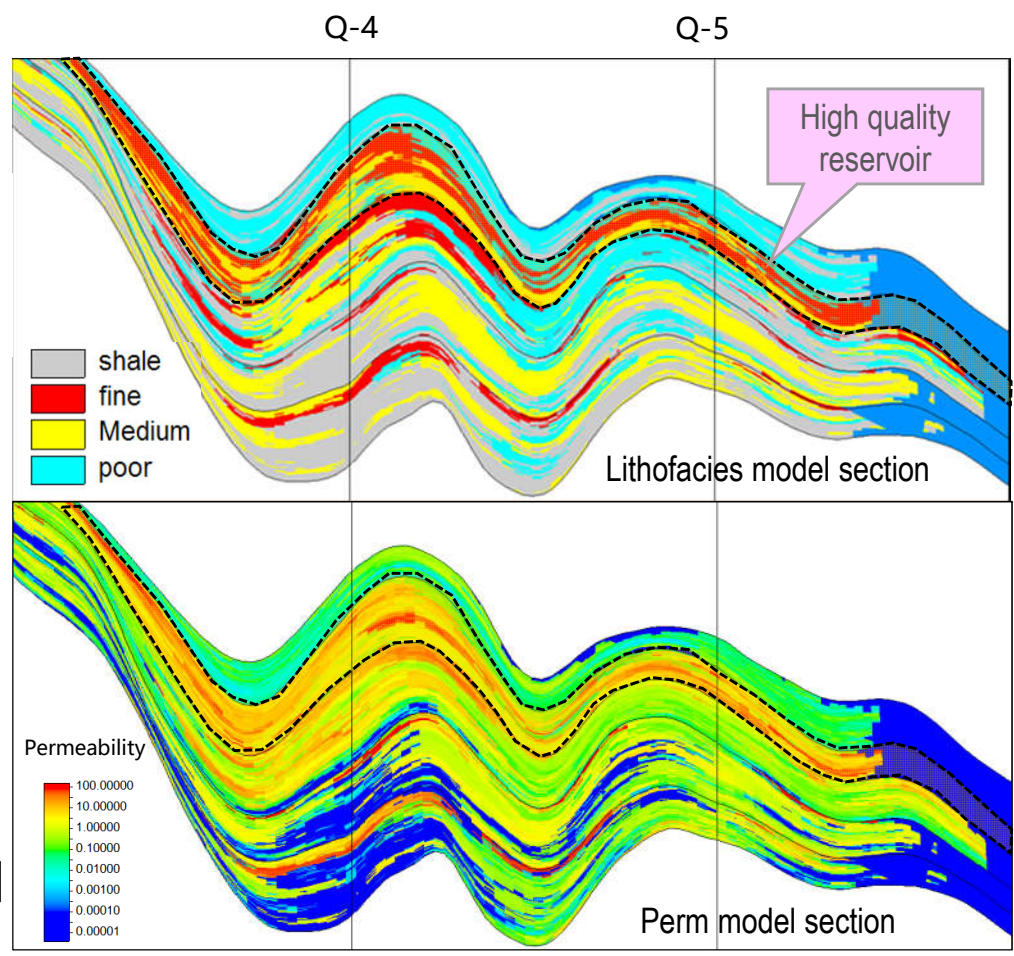 Q-4
Q-5
High quality
reservoir
shale
fine
Medium
poor
Lithofacies model section
Permeability
100.00000
10.00000
1.00000
0.10000
0.01000
0.00100
0.00010
0.00001
Perm model section